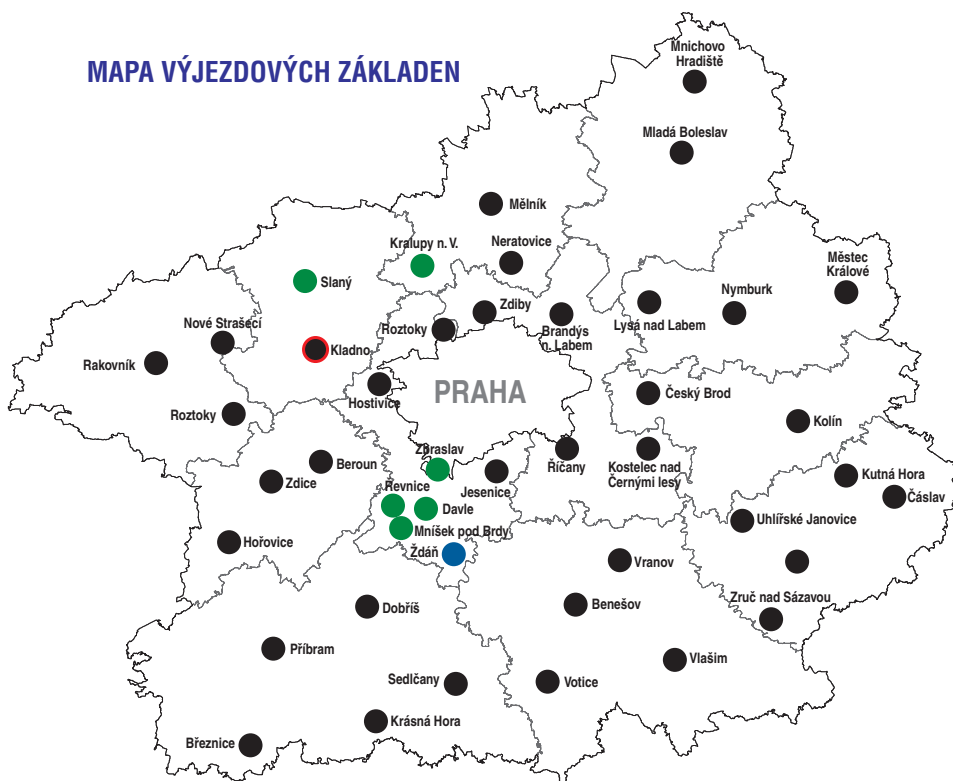 MAPA VÝJEZDOVÝCH ZÁKLADEN
Mnichovo
Hradiště
Mladá Boleslav
Mělník
Kralupy n. V.
Neratovice
Slaný
Městec
Králové
Nymburk
Zdiby
Lysá nad Labem
Brandýs
n. Labem
Roztoky
Nové Strašecí
Kladno
Rakovník
Hostivice
PRAHA
Český Brod
Roztoky
Kolín
Zbraslav
Říčany
Kostelec nad
Černými lesy
Beroun
Zdice
Jesenice
Kutná Hora
Čáslav
Řevnice
Davle
Uhlířské Janovice
Mníšek pod Brdy
Hořovice
Ždáň
Vranov
Zruč nad Sázavou
Dobříš
Benešov
Příbram
Vlašim
Sedlčany
Votice
Krásná Hora
Březnice